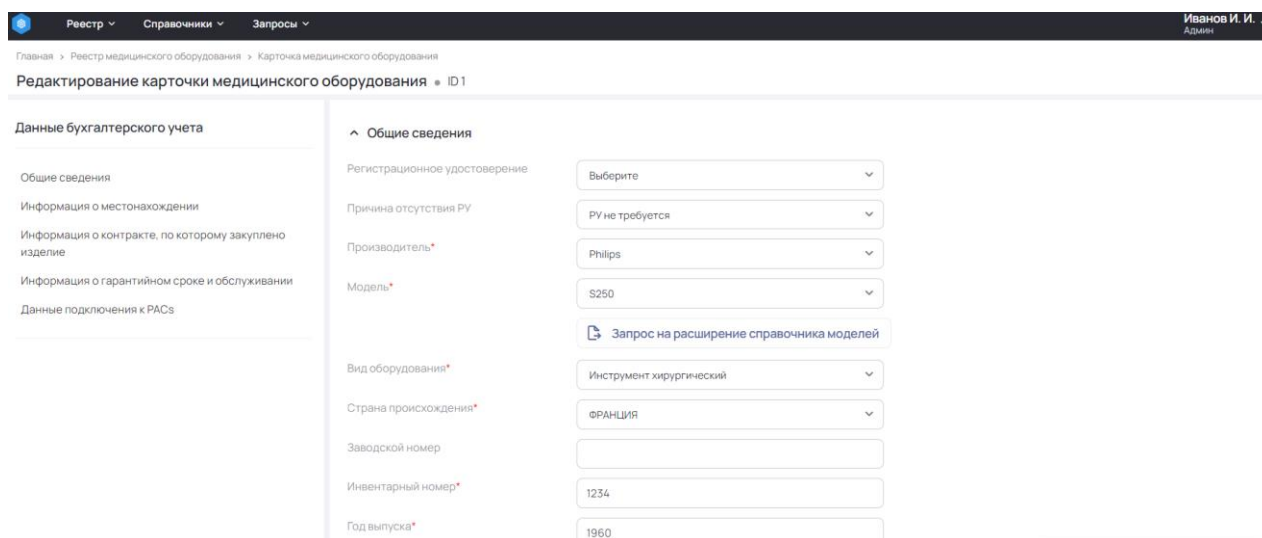 Реестр Справочники Запросы Иванов И. И.
Админ
Главная > Реестр медицинского оборудования > Карточка медицинского оборудования
Редактирование карточки медицинского оборудования • ID 1
Данные бухгалтерского учета
Общие сведения
Информация о местонахождении
Информация о контракте, по которому закуплено
изделие
Информация о гарантийном сроке и обслуживании
Данные подключения к PACs
Общие сведения
Регистрационное удостоверение Выберите
Причина отсутствия РУ РУ не требуется
Производитель* Philips
Модель* S250
Запрос на расширение справочника моделей
Вид оборудования* Инструмент хирургический
Страна происхождения* ФРАНЦИЯ
Заводской номер
Инвентарный номер* 1234
Год выпуска* 1960